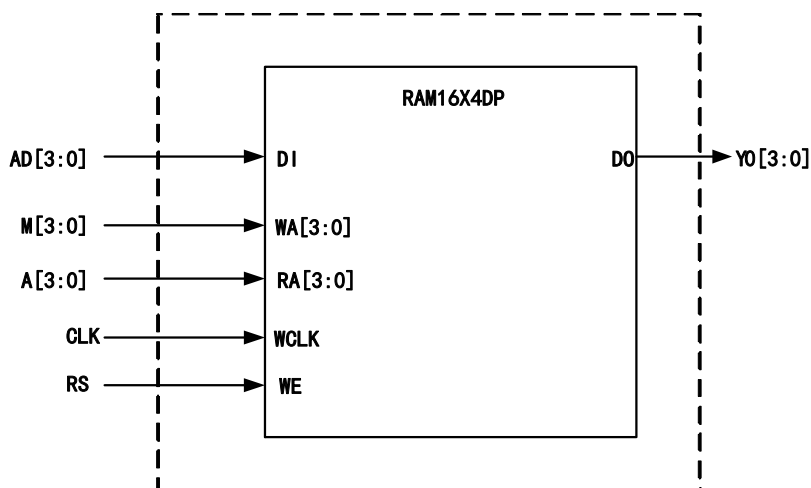 RAM16X4DP
AD[3:0] DI DO Y0[3:0]
M[3:0] WA[3:0]
A[3:0] RA[3:0]
CLK WCLK
RS WE